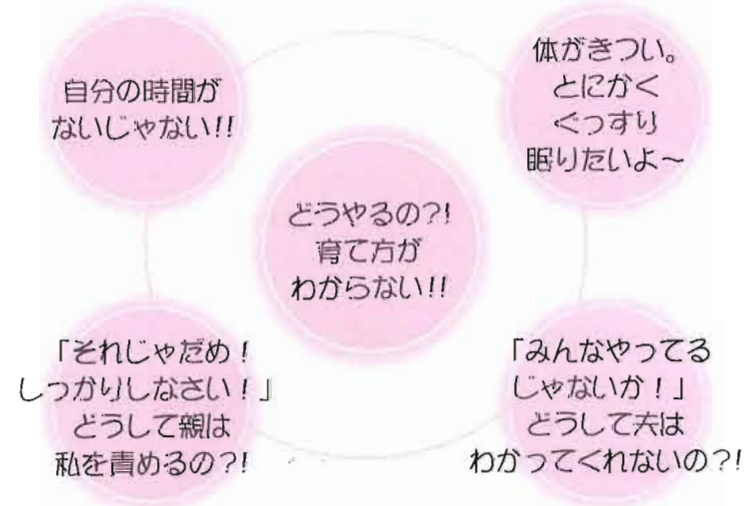 自分の時間が
ないじゃない!!
体がきつい。
とにかく
ぐっすり
眠りたいよ～
どうやるの?!
育て方が
わからない!!
「それじゃだめ！
しっかりしなさい！」
どうして親は
私を責めるの?!
「みんなやってる
じゃないか！」
どうして夫は
わかってくれないの?!